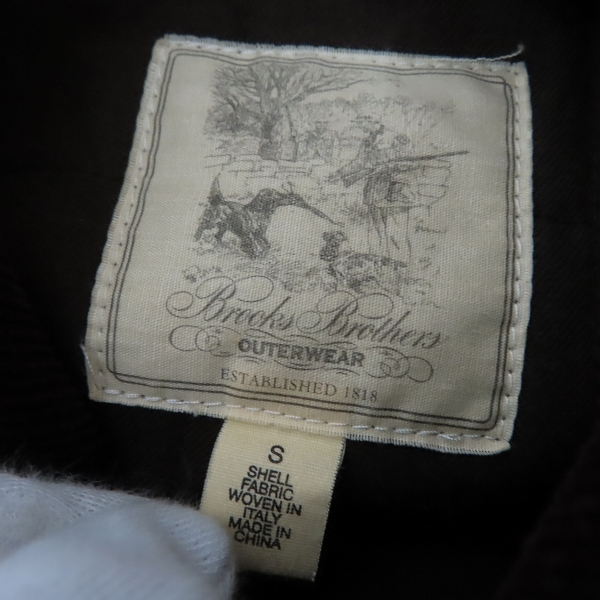 Brooks Brothers
OUTERWEAR
ESTABLISHED 1818
S
SHELL
FABRIC
WOVEN IN
ITALY
MADE IN
CHINA